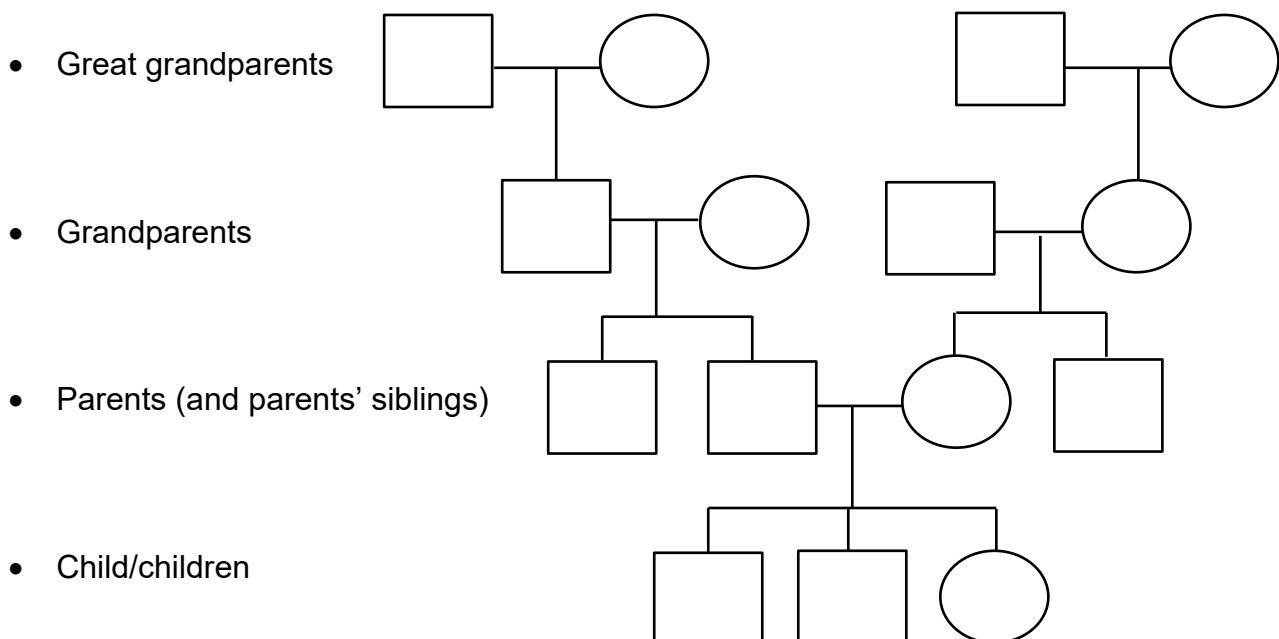 • Great grandparents
• Grandparents
• Parents (and parents’ siblings)
• Child/children